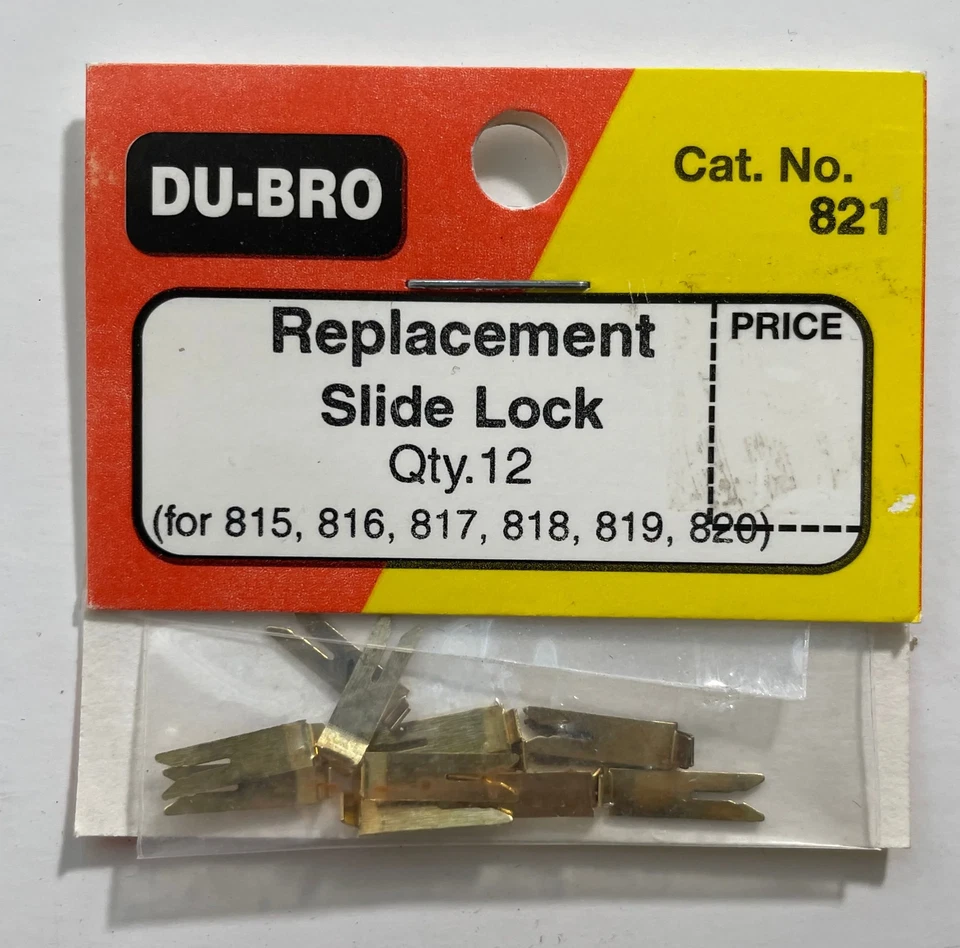 DU-BRO
Cat. No.
821
Replacement
Slide Lock
Qty.12
(for 815, 816, 817, 818, 819, 820)
PRICE